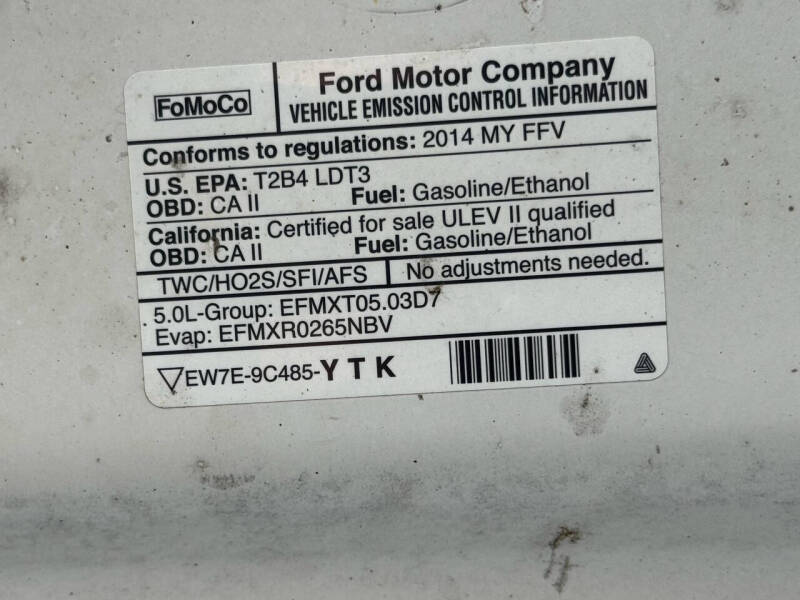 FoMoCo
Ford Motor Company
VEHICLE EMISSION CONTROL INFORMATION
Conforms to regulations: 2014 MY FFV
U.S. EPA: T2B4 LDT3
OBD: CA II Fuel: Gasoline/Ethanol
California: Certified for sale ULEV II qualified
OBD: CA II Fuel: Gasoline/Ethanol
TWC/HO2S/SFI/AFS No adjustments needed.
5.0L-Group: EFMXT05.03D7
Evap: EFMXR0265NBV
EW7E-9C485-Y T K